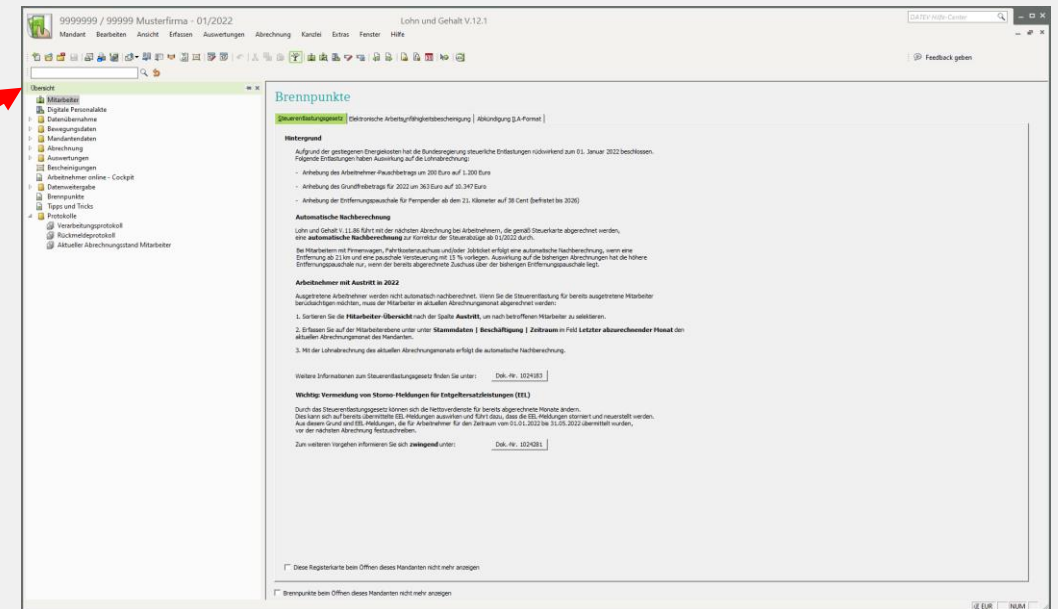 9999999 / 99999 Musterfirma - 01/2022
Lohn und Gehalt V.12.1
DATEV Hilfe-Center
Mandant Bearbeiten Ansicht Erfassen Auswertungen Abrechnung Kanzlei Extras Fenster Hilfe
Feedback geben
Übersicht
Mitarbeiter
Digitale Personalakte
Datenübernahme
Bewegungsdaten
Mandantendaten
Abrechnung
Auswertungen
Bescheinigungen
Arbeitnehmer online - Cockpit
Datenweitergabe
Brennpunkte
Tipps und Tricks
Protokolle
Verarbeitungsprotokoll
Rückmeldeprotokoll
Aktueller Abrechnungsstand Mitarbeiter
Brennpunkte
Steuerentlastungsgesetz Elektronische Arbeitsunfähigkeitsbescheinigung Abkündigung ILA-Format
Hintergrund
Aufgrund der gestiegenen Energiekosten hat die Bundesregierung steuerliche Entlastungen rückwirkend zum 01. Januar 2022 beschlossen.
Folgende Entlastungen haben Auswirkung auf die Lohnabrechnung:
- Anhebung des Arbeitnehmer-Pauschbetrags um 200 Euro auf 1.200 Euro
- Anhebung des Grundfreibetrags für 2022 um 363 Euro auf 10.347 Euro
- Anhebung der Entfernungspauschale für Fernpendler ab dem 21. Kilometer auf 38 Cent (befristet bis 2026)
Automatische Nachberechnung
Lohn und Gehalt V.11.86 führt mit der nächsten Abrechnung bei Arbeitnehmern, die gemäß Steuerkarte abgerechnet werden,
eine automatische Nachberechnung zur Korrektur der Steuerabzüge ab 01/2022 durch.
Bei Mitarbeitern mit Firmenwagen, Fahrtkostenzuschuss und/oder Jobticket erfolgt eine automatische Nachberechnung, wenn eine
Entfernung ab 21 km und eine pauschale Versteuerung mit 15 % vorliegen. Auswirkung auf die bisherigen Abrechnungen hat die höhere
Entfernungspauschale nur, wenn der bereits abgerechnete Zuschuss über der bisherigen Entfernungspauschale liegt.
Arbeitnehmer mit Austritt in 2022
Ausgetretene Arbeitnehmer werden nicht automatisch nachberechnet. Wenn Sie die Steuerentlastung für bereits ausgetretene Mitarbeiter
berücksichtigen möchten, muss der Mitarbeiter im aktuellen Abrechnungsmonat abgerechnet werden:
1. Sortieren Sie die Mitarbeiter-Übersicht nach der Spalte Austritt, um nach betroffenen Mitarbeiter zu selektieren.
2. Erfassen Sie auf der Mitarbeiterebene unter unter Stammdaten | Beschäftigung | Zeitraum im Feld Letzter abzurechnender Monat den
aktuellen Abrechnungsmonat des Mandanten.
3. Mit der Lohnabrechnung des aktuellen Abrechnungsmonats erfolgt die automatische Nachberechnung.
Weitere Informationen zum Steuerentlastungsgesetz finden Sie unter: Dok.-Nr. 1024183
Wichtig: Vermeidung von Storno-Meldungen für Entgeltersatzleistungen (EEL)
Durch das Steuerentlastungsgesetz können sich die Nettoverdienste für bereits abgerechnete Monate ändern.
Dies kann sich auf bereits übermittelte EEL-Meldungen auswirken und führt dazu, dass die EEL-Meldungen storniert und neuerstellt werden.
Aus diesem Grund sind EEL-Meldungen, die für Arbeitnehmer für den Zeitraum vom 01.01.2022 bis 31.05.2022 übermittelt wurden,
vor der nächsten Abrechnung festzuschreiben.
Zum weiteren Vorgehen informieren Sie sich zwingend unter: Dok.-Nr. 1024281
Diese Registerkarte beim Öffnen dieses Mandanten nicht mehr anzeigen
Brennpunkte beim Öffnen dieses Mandanten nicht mehr anzeigen
EUR NUM